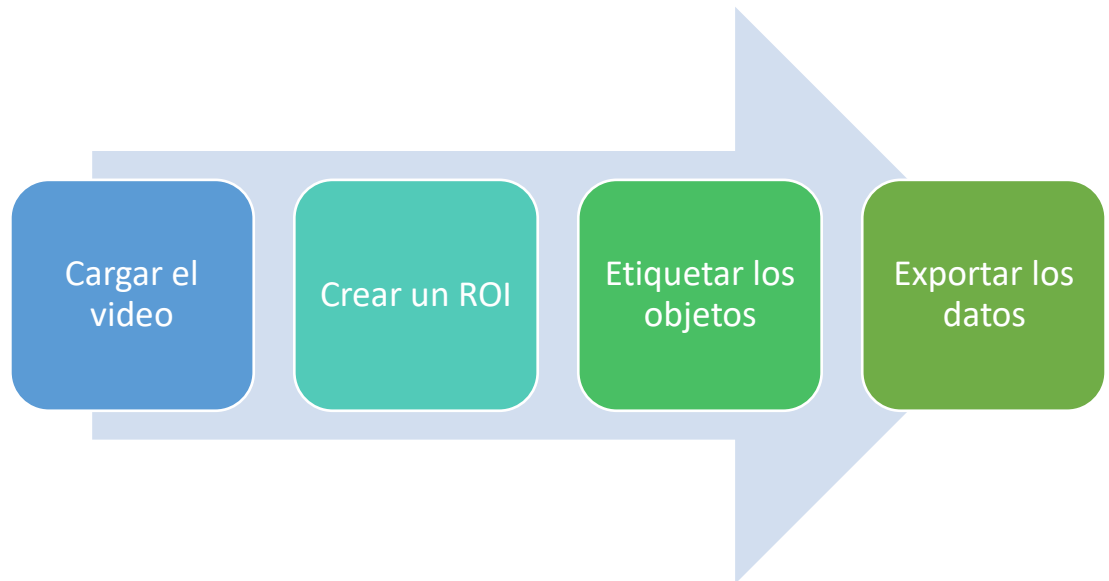 Cargar el
video
Crear un ROI
Etiquetar los
objetos
Exportar los
datos